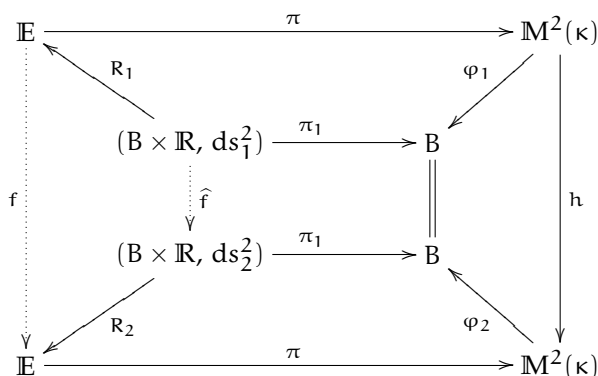 𝔼 π 𝕄²(κ)
R₁ φ₁
(B × ℝ, ds₁²) π₁ B
f f̂ h
(B × ℝ, ds₂²) π₁ B
R₂ φ₂
𝔼 π 𝕄²(κ)